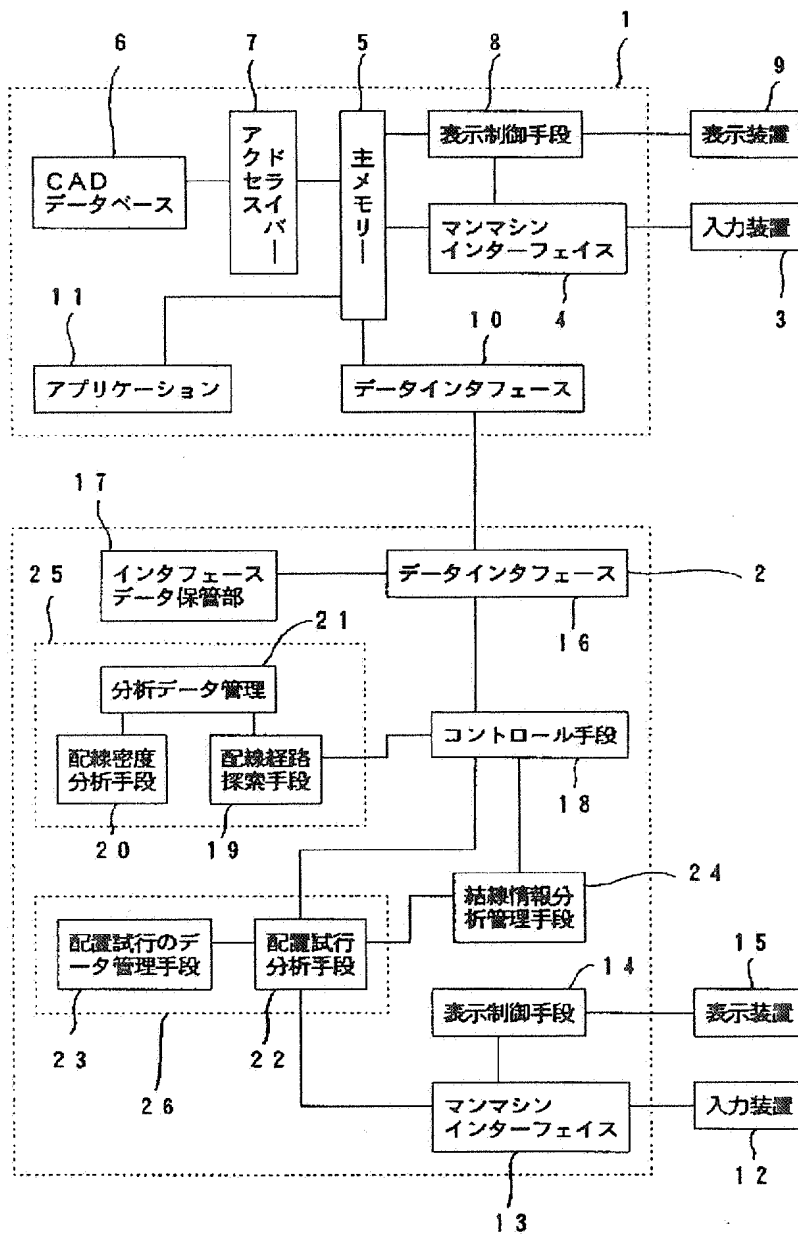 6
7
5
8
1
9
CAD
データベース
アクセス
ドライバー
主メモリー
表示制御手段
表示装置
マンマシン
インターフェイス
入力装置
11
10
4
3
アプリケーション
データインタフェース
17
25
インタフェース
データ保管部
データインタフェース
2
21
16
分析データ管理
配線密度
分析手段
配線経路
探索手段
コントロール手段
20
19
18
24
結線情報分
析管理手段
配置試行のデ
ータ管理手段
配置試行
分析手段
14
15
表示制御手段
表示装置
23
22
26
マンマシン
インターフェイス
入力装置
12
13